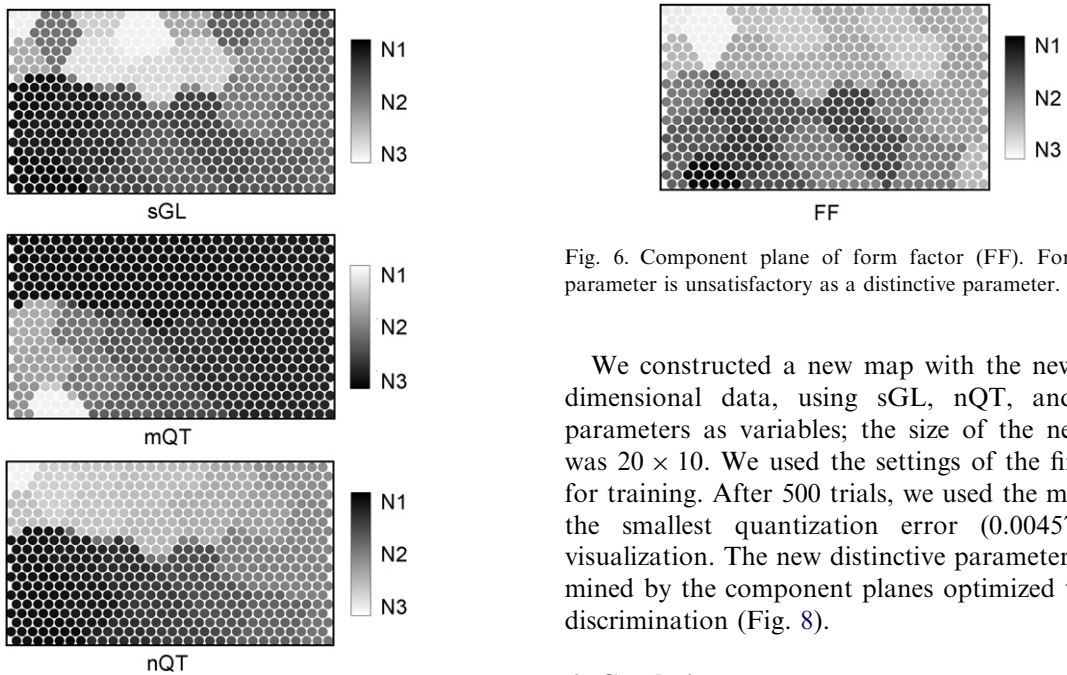 N1
N2
N3
sGL
N1
N2
N3
mQT
N1
N2
N3
nQT
N1
N2
N3
FF
Fig. 6. Component plane of form factor (FF). For
parameter is unsatisfactory as a distinctive parameter.
We constructed a new map with the new
dimensional data, using sGL, nQT, and
parameters as variables; the size of the ne
was 20 × 10. We used the settings of the fi
for training. After 500 trials, we used the m
the smallest quantization error (0.0045
visualization. The new distinctive parameter
mined by the component planes optimized
discrimination (Fig. 8).